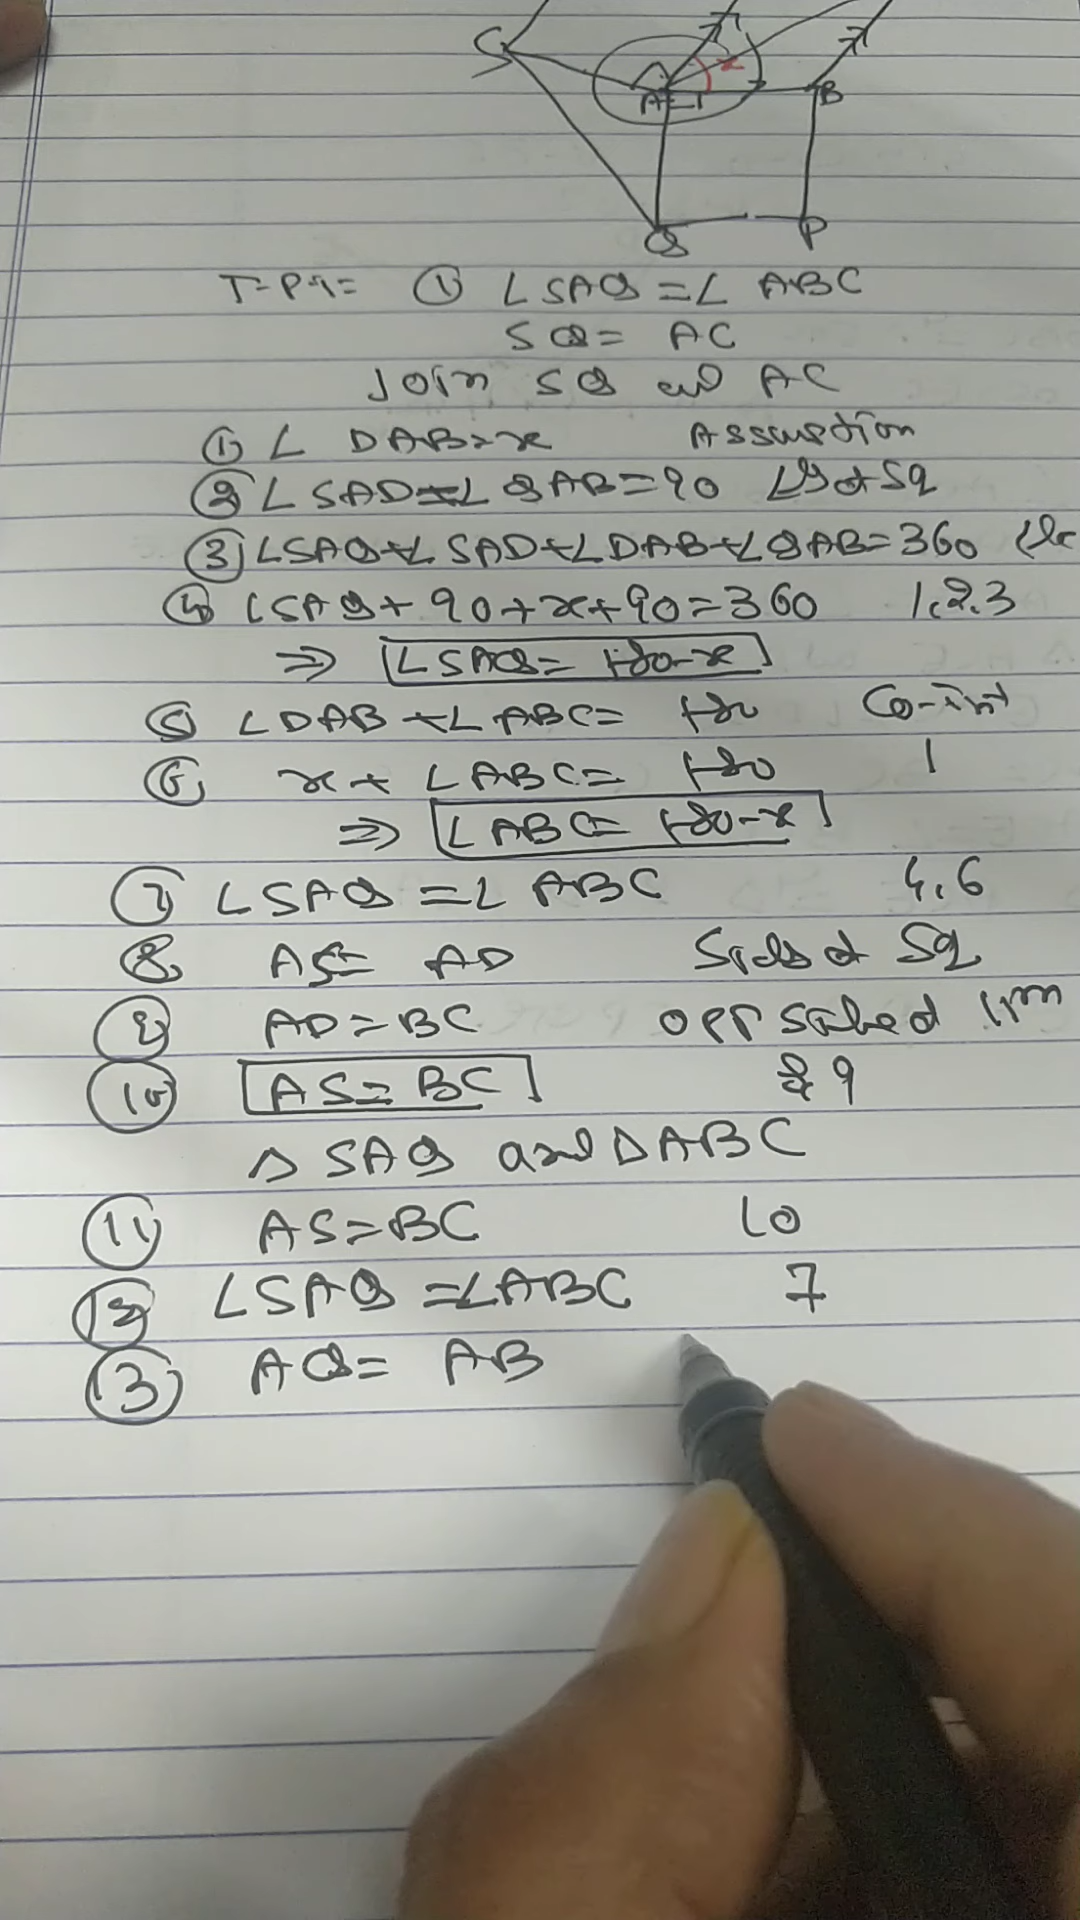 S
x
A
B
Q
P
T-P-1= ① ∠SAQ = ∠ABC
SQ = AC
Join SQ and AC
① ∠DAB = x Assumption
② ∠SAD = ∠QAB = 90 ∠s of Sq
③ ∠SAQ + ∠SAD + ∠DAB + ∠QAB = 360
④ ∠SAQ + 90 + x + 90 = 360 1,2,3
⇒ ∠SAQ = 180 - x
⑤ ∠DAB + ∠ABC = 180 Co-int
⑥ x + ∠ABC = 180 1
⇒ ∠ABC = 180 - x
⑦ ∠SAQ = ∠ABC 4,6
⑧ AS = AD Sides of Sq
⑨ AD = BC opp sides of ||gm
⑩ AS = BC 8 9
Δ SAQ and Δ ABC
⑪ AS = BC 10
⑫ ∠SAQ = ∠ABC 7
⑬ AQ = AB